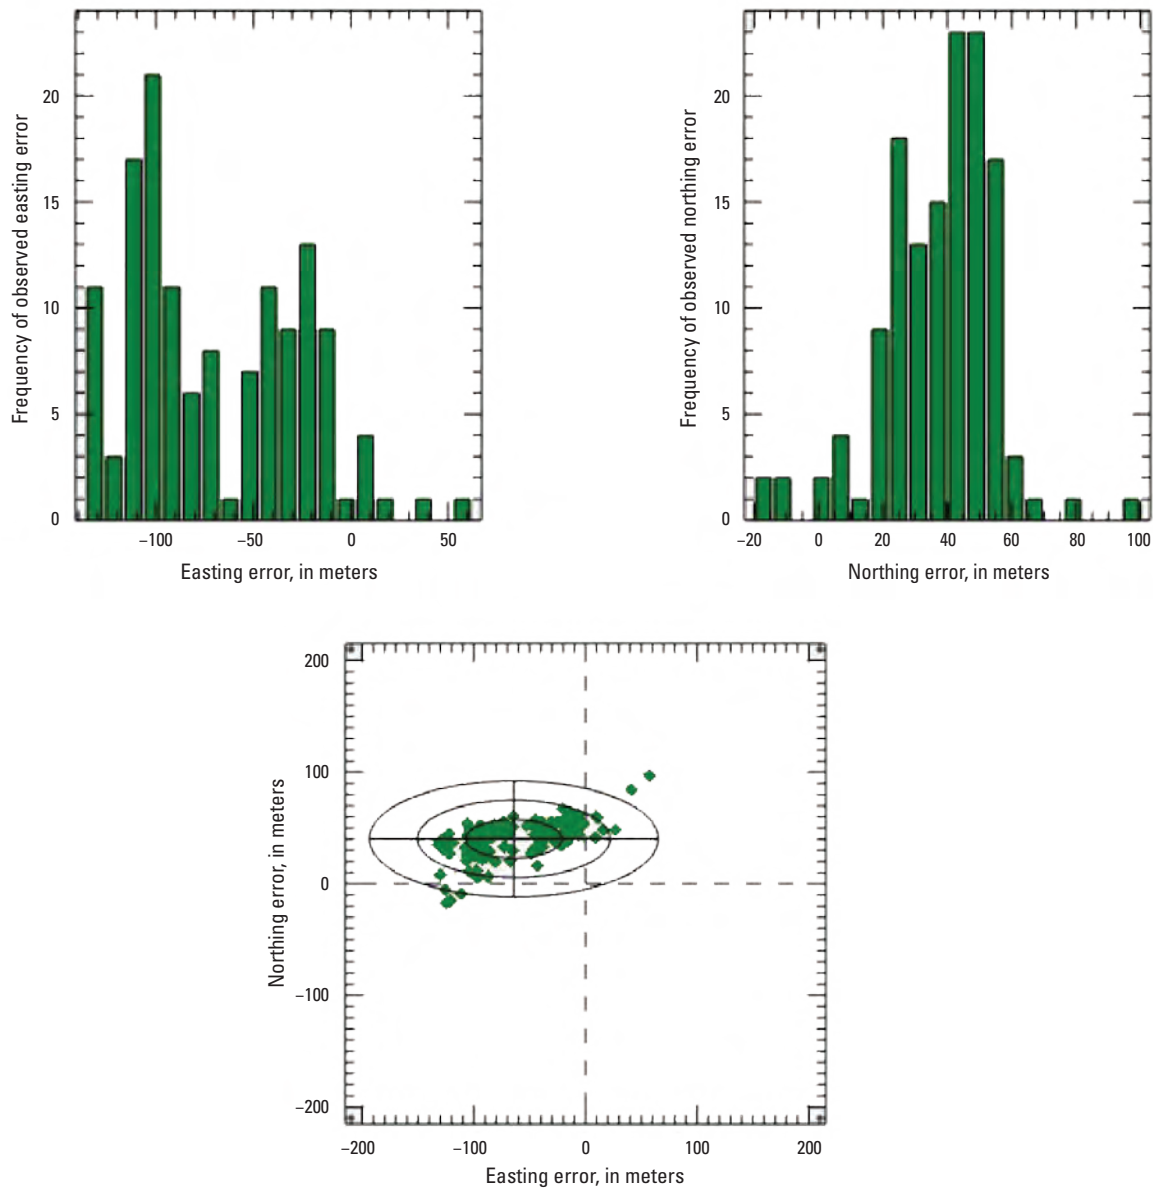 20
15
10
5
0
Frequency of observed easting error
−100 −50 0 50
Easting error, in meters
20
15
10
5
0
Frequency of observed northing error
−20 0 20 40 60 80 100
Northing error, in meters
200
100
0
−100
−200
Northing error, in meters
−200 −100 0 100 200
Easting error, in meters